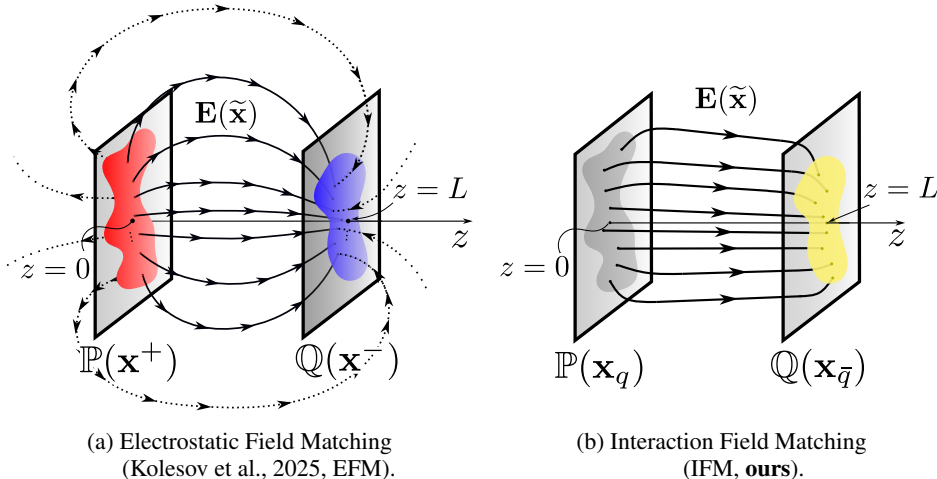 E(x̃)
z = L
z
z = 0
ℙ(x⁺)
ℚ(x⁻)
(a) Electrostatic Field Matching
(Kolesov et al., 2025, EFM).
E(x̃)
z = L
z
z = 0
ℙ(x_q)
ℚ(x_q̄)
(b) Interaction Field Matching
(IFM, ours).